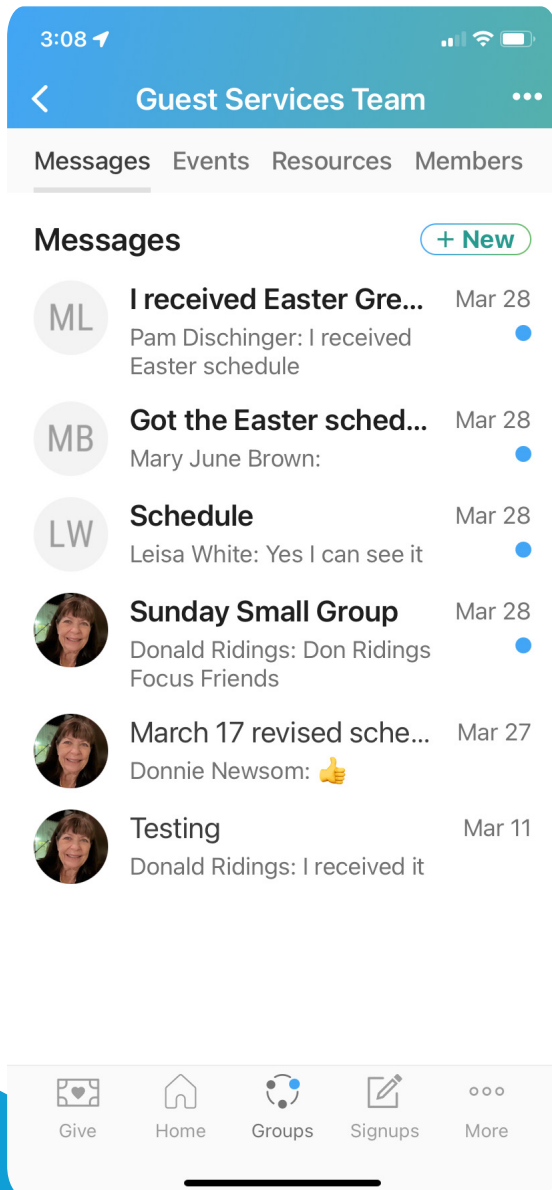 3:08
Guest Services Team
Messages Events Resources Members
Messages
+ New
ML
I received Easter Gre... Mar 28
Pam Dischinger: I received
Easter schedule
MB
Got the Easter sched... Mar 28
Mary June Brown:
LW
Schedule Mar 28
Leisa White: Yes I can see it
Sunday Small Group Mar 28
Donald Ridings: Don Ridings
Focus Friends
March 17 revised sche... Mar 27
Donnie Newsom: 👍
Testing Mar 11
Donald Ridings: I received it
Give Home Groups Signups More